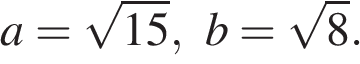 a = √15, b = √8.